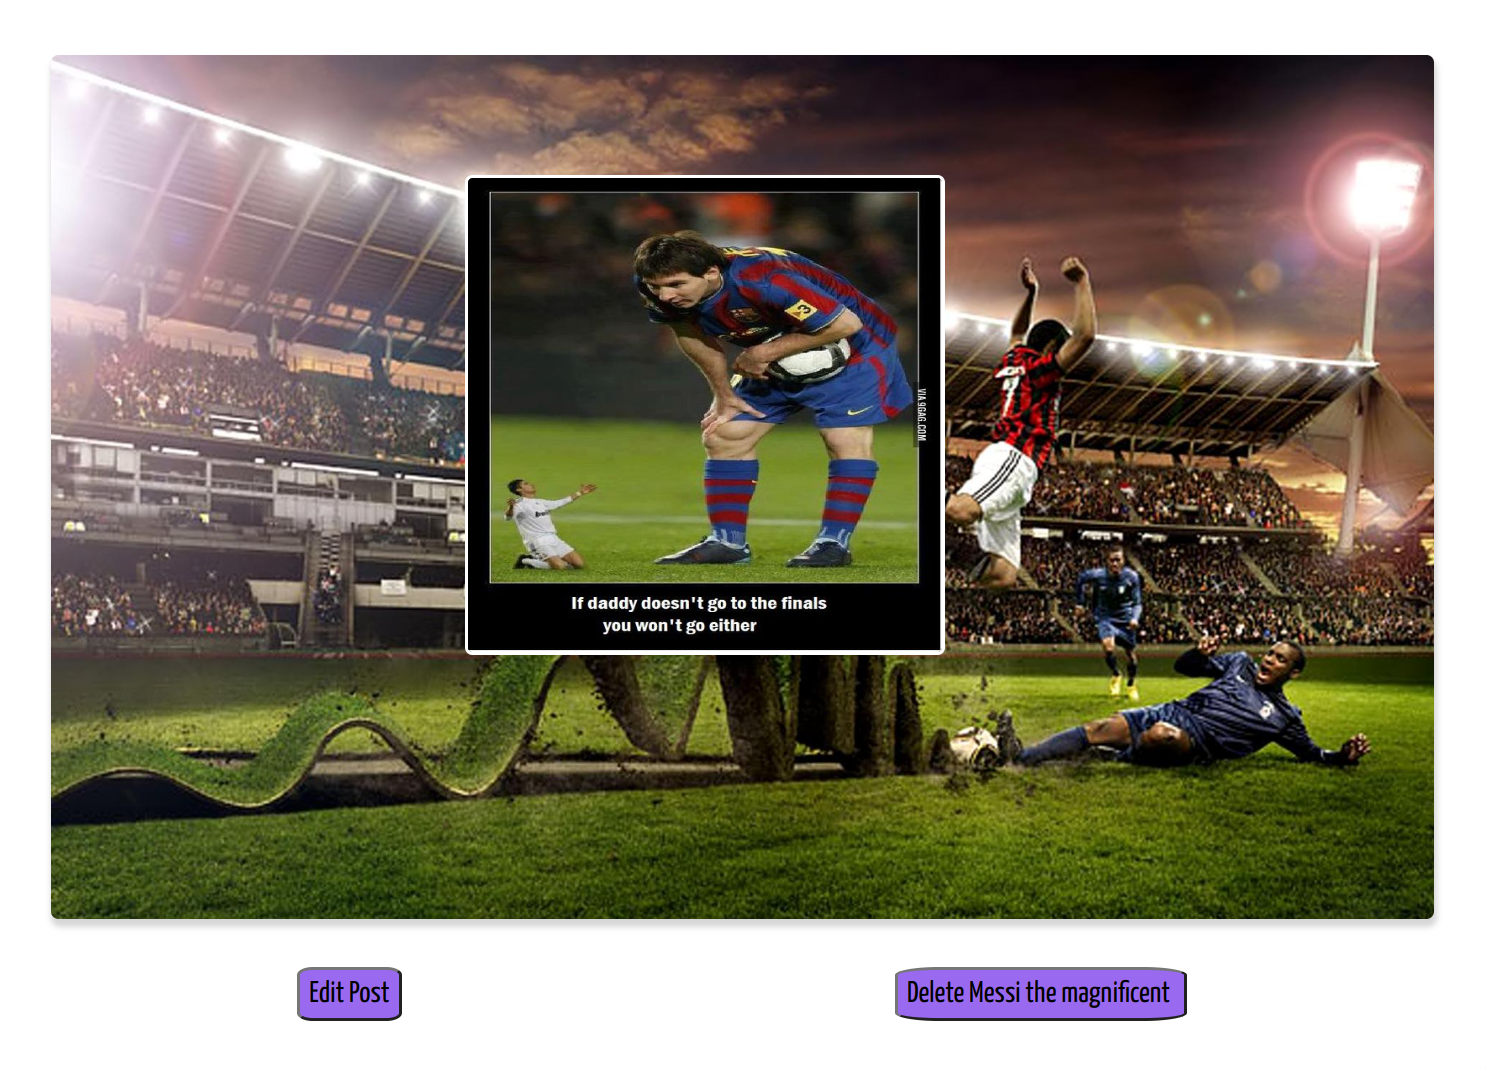 VIA 9GAG.COM
If daddy doesn't go to the finals
you won't go either
Edit Post
Delete Messi the magnificent